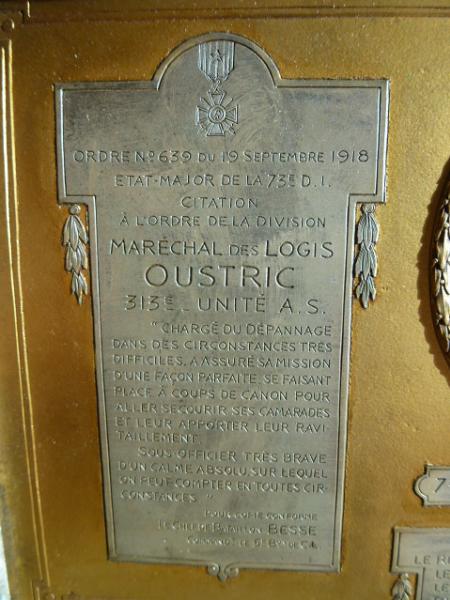 ORDRE Nº 639 DU 19 SEPTEMBRE 1918
ETAT-MAJOR DE LA 73E D.I.
CITATION
À L'ORDRE DE LA DIVISION
MARÉCHAL DES LOGIS
OUSTRIC
313E_ UNITÉ A.S.
"CHARGÉ DU DÉPANNAGE
DANS DES CIRCONSTANCES TRÈS
DIFFICILES, A ASSURÉ SA MISSION
D'UNE FAÇON PARFAITE, SE FAISANT
PLACE À COUPS DE CANON POUR
ALLER SECOURIR SES CAMARADES
ET LEUR APPORTER LEUR RAVI-
TAILLEMENT.
SOUS OFFICIER TRÈS BRAVE
D'UN CALME ABSOLU SUR LEQUEL
ON PEUT COMPTER EN TOUTES CIR-
CONSTANCES "
POUR COPIE CONFORME
LE CHEF DE BATAILLON BESSE
7
LE
LE